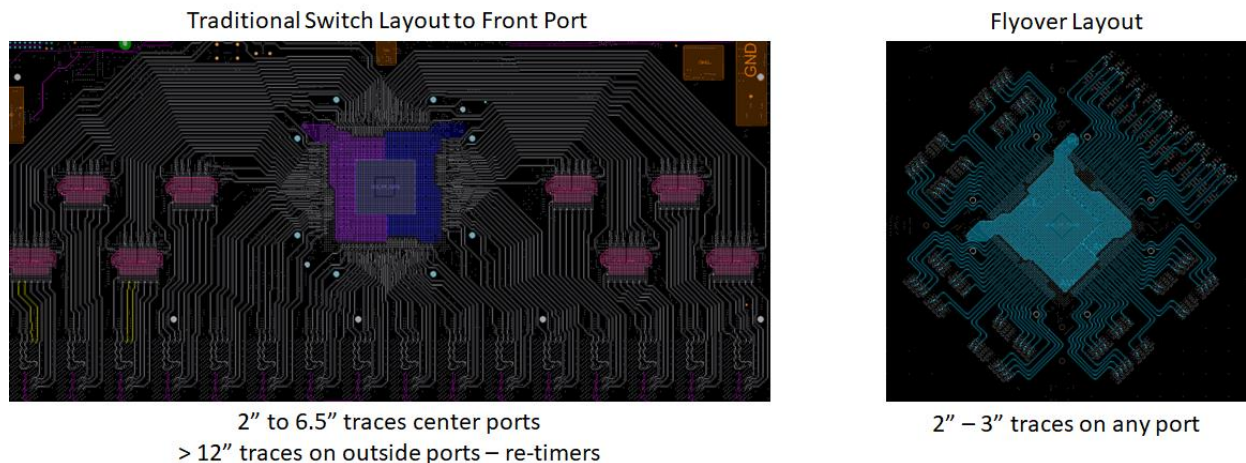 Traditional Switch Layout to Front Port
Flyover Layout
GND
2” to 6.5” traces center ports
> 12” traces on outside ports – re-timers
2” – 3” traces on any port